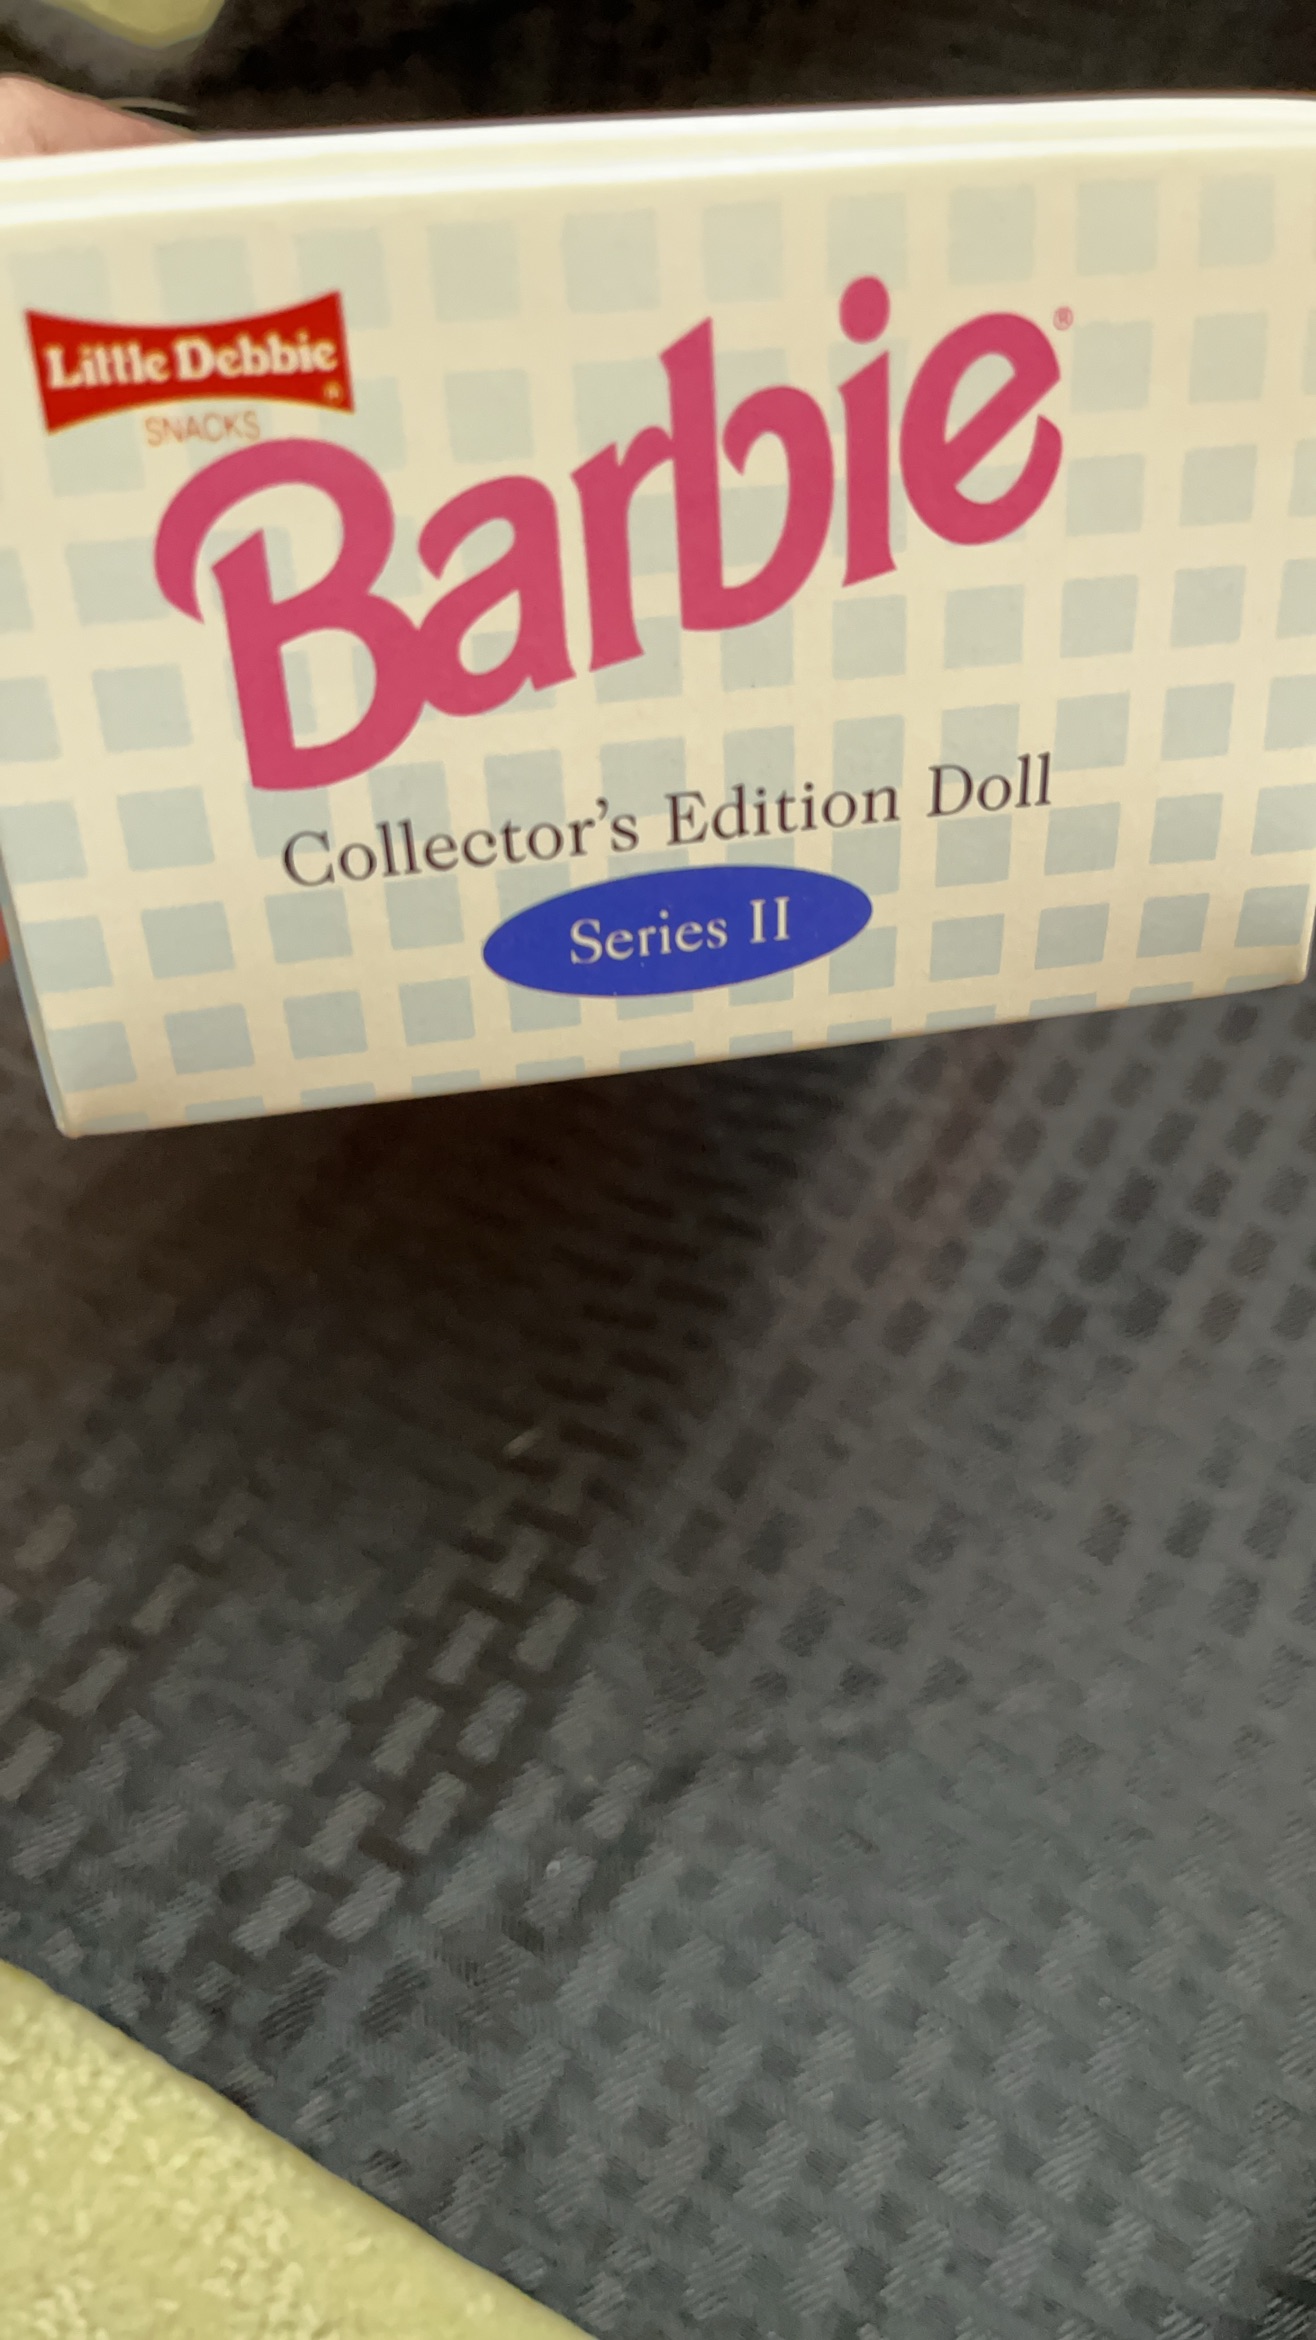 Little Debbie®
SNACKS
Barbie®
Collector's Edition Doll
Series II